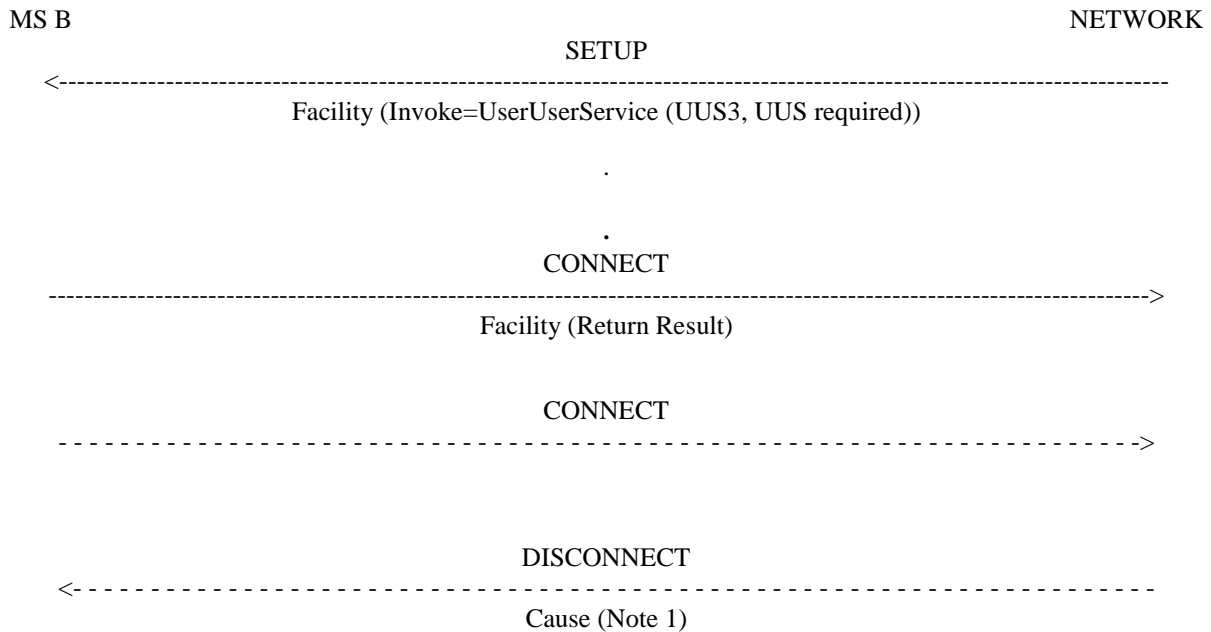 MS B NETWORK
SETUP
<------------------------------------------------------------------------------------------------------------------------
Facility (Invoke=UserUserService (UUS3, UUS required))
.
.
CONNECT
------------------------------------------------------------------------------------------------------------------------>
Facility (Return Result)
CONNECT
- - - - - - - - - - - - - - - - - - - - - - - - - - - - - - - - - - - - - - - - - - - - - - - - - - - - - - - - - - - - - - - - - - - - - ->
DISCONNECT
<- - - - - - - - - - - - - - - - - - - - - - - - - - - - - - - - - - - - - - - - - - - - - - - - - - - - - - - - - - - - - - - - - - - - - -
Cause (Note 1)